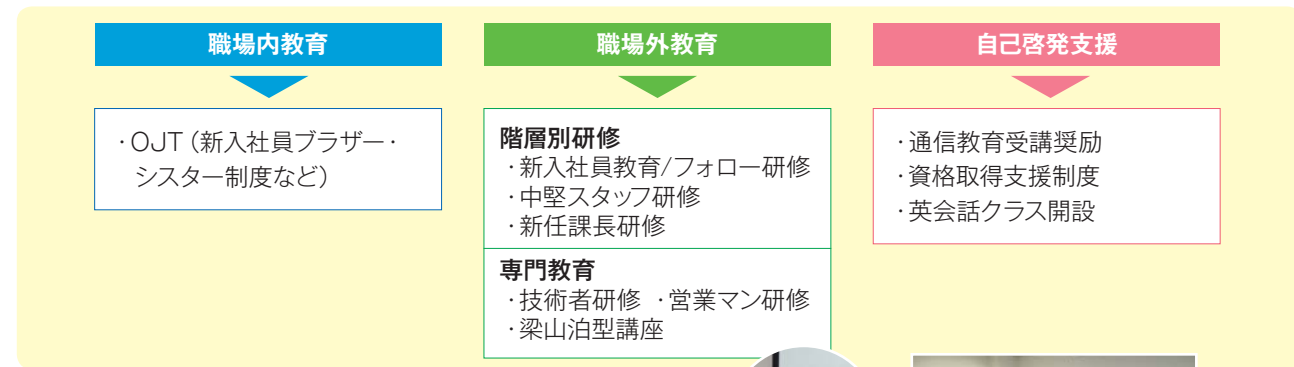 職場内教育
・OJT（新入社員ブラザー・
シスター制度など）
職場外教育
階層別研修
・新入社員教育/フォロー研修
・中堅スタッフ研修
・新任課長研修
専門教育
・技術者研修 ・営業マン研修
・梁山泊型講座
自己啓発支援
・通信教育受講奨励
・資格取得支援制度
・英会話クラス開設